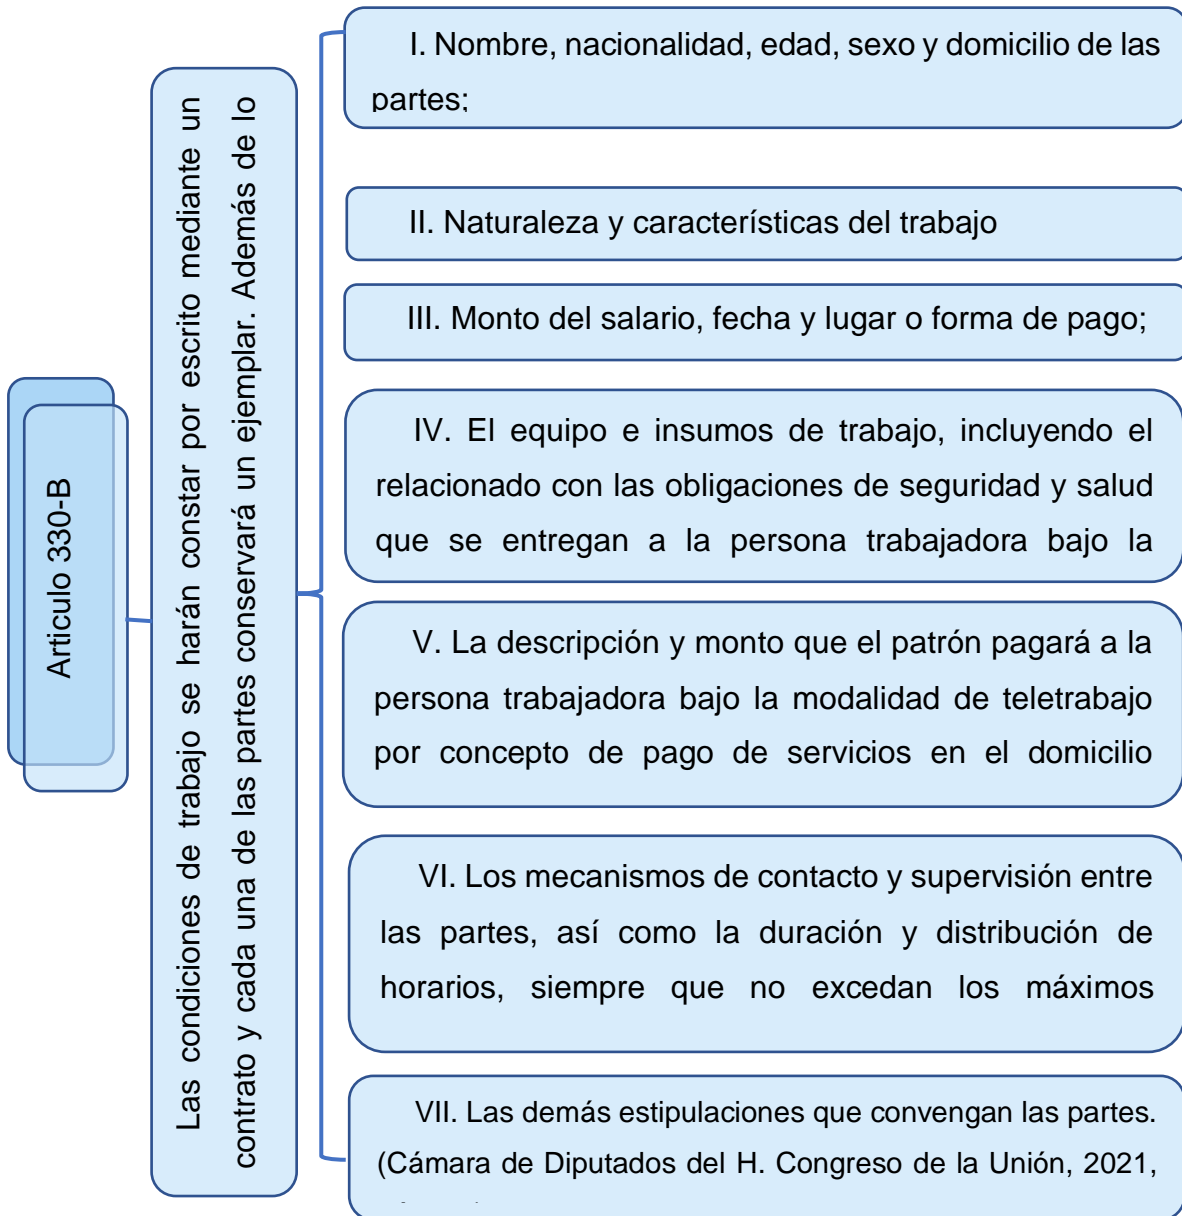 Articulo 330-B
Las condiciones de trabajo se harán constar por escrito mediante un
contrato y cada una de las partes conservará un ejemplar. Además de lo
I. Nombre, nacionalidad, edad, sexo y domicilio de las
partes;
II. Naturaleza y características del trabajo
III. Monto del salario, fecha y lugar o forma de pago;
IV. El equipo e insumos de trabajo, incluyendo el
relacionado con las obligaciones de seguridad y salud
que se entregan a la persona trabajadora bajo la
V. La descripción y monto que el patrón pagará a la
persona trabajadora bajo la modalidad de teletrabajo
por concepto de pago de servicios en el domicilio
VI. Los mecanismos de contacto y supervisión entre
las partes, así como la duración y distribución de
horarios, siempre que no excedan los máximos
VII. Las demás estipulaciones que convengan las partes.
(Cámara de Diputados del H. Congreso de la Unión, 2021,